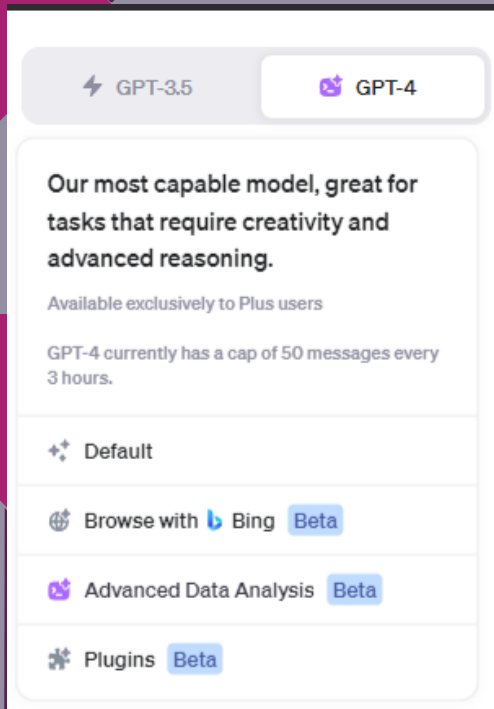 GPT-3.5
GPT-4
Our most capable model, great for
tasks that require creativity and
advanced reasoning.
Available exclusively to Plus users
GPT-4 currently has a cap of 50 messages every
3 hours.
Default
Browse with Bing Beta
Advanced Data Analysis Beta
Plugins Beta